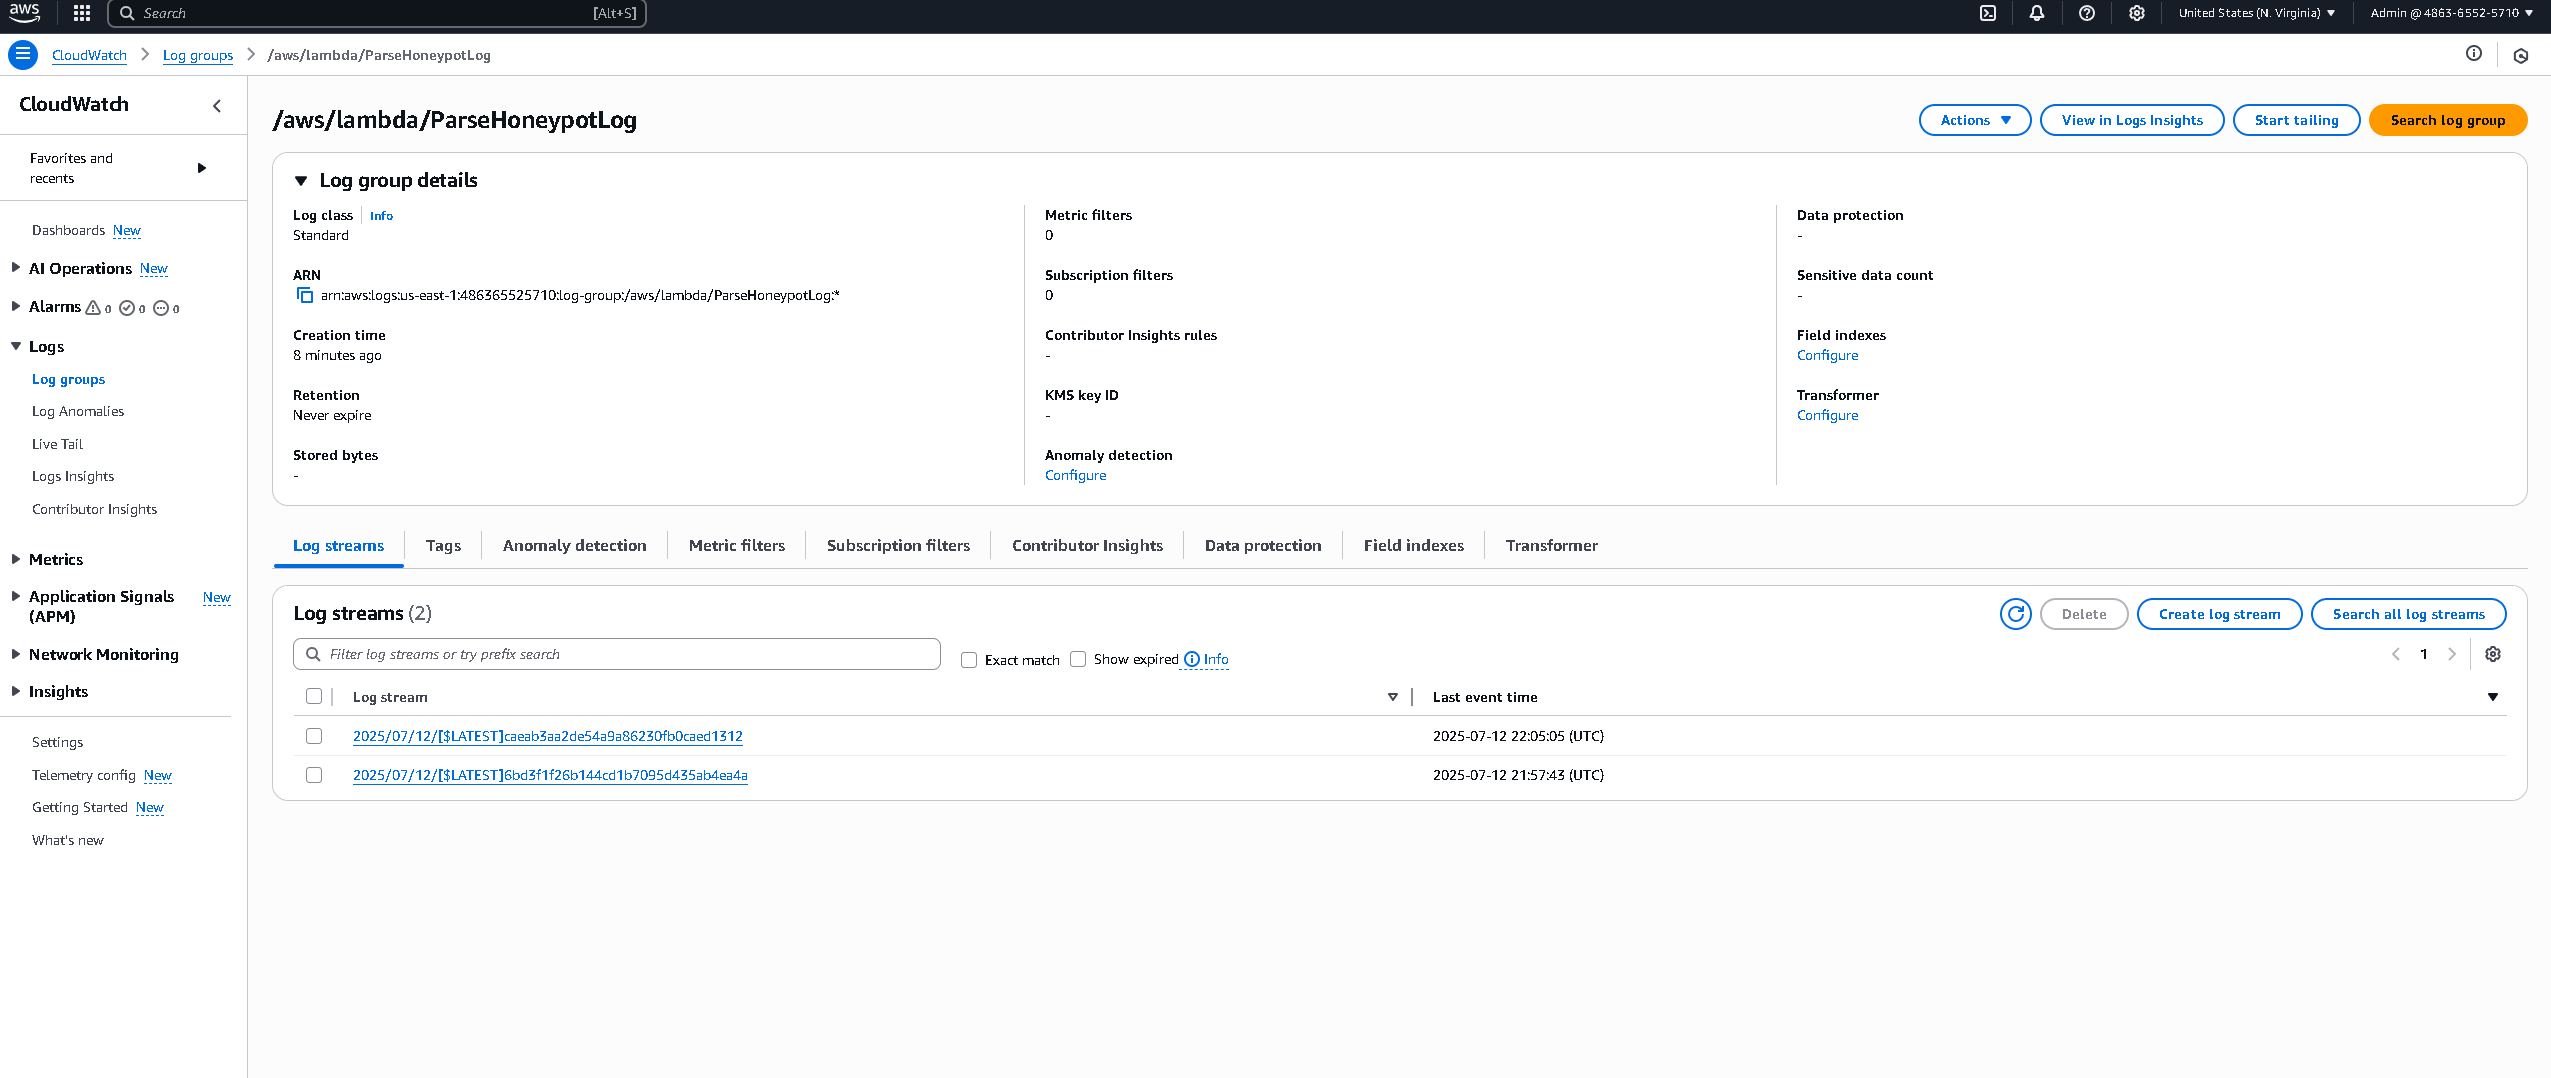 aws
Search [Alt+S]
United States (N. Virginia)
Admin @ 4863-6552-5710
CloudWatch
Log groups
/aws/lambda/ParseHoneypotLog
CloudWatch
Favorites and
recents
Dashboards New
AI Operations New
Alarms 0 0 0
Logs
Log groups
Log Anomalies
Live Tail
Logs Insights
Contributor Insights
Metrics
Application Signals New
(APM)
Network Monitoring
Insights
Settings
Telemetry config New
Getting Started New
What's new
/aws/lambda/ParseHoneypotLog
Actions
View in Logs Insights
Start tailing
Search log group
Log group details
Log class Info
Standard
ARN
arn:aws:logs:us-east-1:486365525710:log-group:/aws/lambda/ParseHoneypotLog:*
Creation time
8 minutes ago
Retention
Never expire
Stored bytes
-
Metric filters
0
Subscription filters
0
Contributor Insights rules
-
KMS key ID
-
Anomaly detection
Configure
Data protection
-
Sensitive data count
-
Field indexes
Configure
Transformer
Configure
Log streams
Tags
Anomaly detection
Metric filters
Subscription filters
Contributor Insights
Data protection
Field indexes
Transformer
Log streams (2)
Delete
Create log stream
Search all log streams
Filter log streams or try prefix search
Exact match
Show expired Info
1
Log stream
Last event time
2025/07/12/[$LATEST]caeab3aa2de54a9a86230fb0caed1312
2025-07-12 22:05:05 (UTC)
2025/07/12/[$LATEST]6bd3f1f26b144cd1b7095d435ab4ea4a
2025-07-12 21:57:43 (UTC)